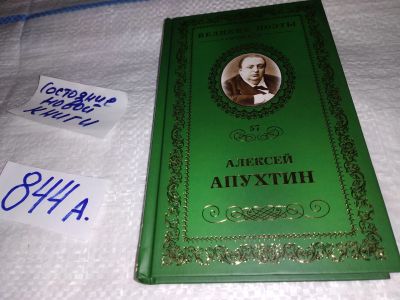 Состояние
новой
книги
844 А.
ВЕЛИКИЕ ПОЭТЫ
57
АЛЕКСЕЙ
АПУХТИН